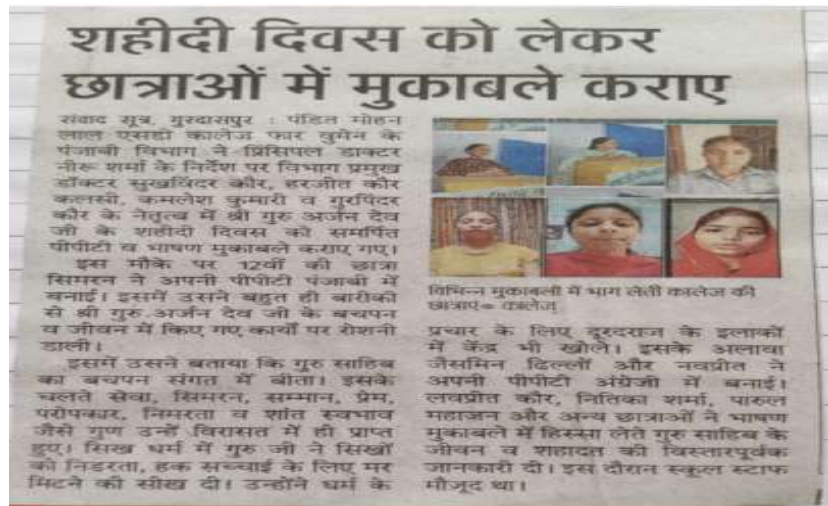 शहीदी दिवस को लेकर
छात्राओं में मुकाबले कराए
संवाद सूत्र, गुरदासपुर : पंडित मोहन
लाल एसडी कालेज फार वुमेन के
पंजाबी विभाग ने प्रिंसिपल डाक्टर
नीरू शर्मा के निर्देश पर विभाग प्रमुख
डॉक्टर सुखविंदर कौर, हरजीत कौर
कलसी, कमलेश कुमारी व गुरपिंदर
कौर के नेतृत्व में श्री गुरु अर्जन देव
जी के शहीदी दिवस को समर्पित
पीपीटी व भाषण मुकाबले कराए गए।
इस मौके पर 12वीं की छात्रा
सिमरन ने अपनी पीपीटी पंजाबी में
बनाई। इसमें उसने बहुत ही बारीकी
से श्री गुरु अर्जन देव जी के बचपन
व जीवन में किए गए कार्यों पर रोशनी
डाली।
इसमें उसने बताया कि गुरु साहिब
का बचपन संगत में बीता। इसके
चलते सेवा, सिमरन, सम्मान, प्रेम,
परोपकार, निमरता व शांत स्वभाव
जैसे गुण उन्हें विरासत में ही प्राप्त
हुए। सिख धर्म में गुरु जी ने सिखों
को निडरता, हक सच्चाई के लिए मर
मिटने की सीख दी। उन्होंने धर्म के
विभिन्न मुकाबलों में भाग लेती कालेज की
छात्राएं● कालेज
प्रचार के लिए दूरदराज के इलाकों
में केंद्र भी खोले। इसके अलावा
जैसमिन ढिल्लों और नवप्रीत ने
अपनी पीपीटी अंग्रेजी में बनाई।
लवप्रीत कौर, नितिका शर्मा, पारुल
महाजन और अन्य छात्राओं ने भाषण
मुकाबले में हिस्सा लेते गुरु साहिब के
जीवन व शहादत की विस्तारपूर्वक
जानकारी दी। इस दौरान स्कूल स्टाफ
मौजूद था।